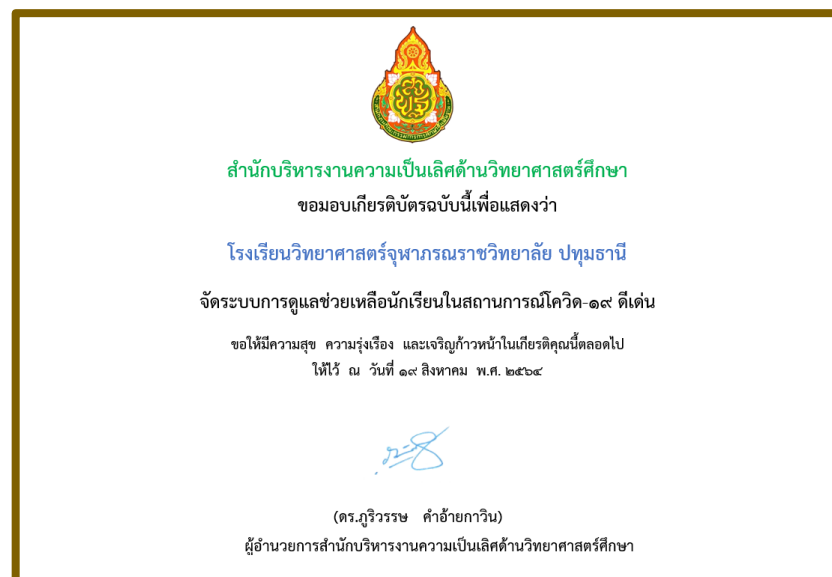 สำนักบริหารงานความเป็นเลิศด้านวิทยาศาสตร์ศึกษา
ขอมอบเกียรติบัตรฉบับนี้เพื่อแสดงว่า
โรงเรียนวิทยาศาสตร์จุฬาภรณราชวิทยาลัย ปทุมธานี
จัดระบบการดูแลช่วยเหลือนักเรียนในสถานการณ์โควิด-๑๙ ดีเด่น
ขอให้มีความสุข ความรุ่งเรือง และเจริญก้าวหน้าในเกียรติคุณนี้ตลอดไป
ให้ไว้ ณ วันที่ ๑๙ สิงหาคม พ.ศ. ๒๕๖๔
(ดร.ภูริวรรษ คำอ้ายกาวิน)
ผู้อำนวยการสำนักบริหารงานความเป็นเลิศด้านวิทยาศาสตร์ศึกษา